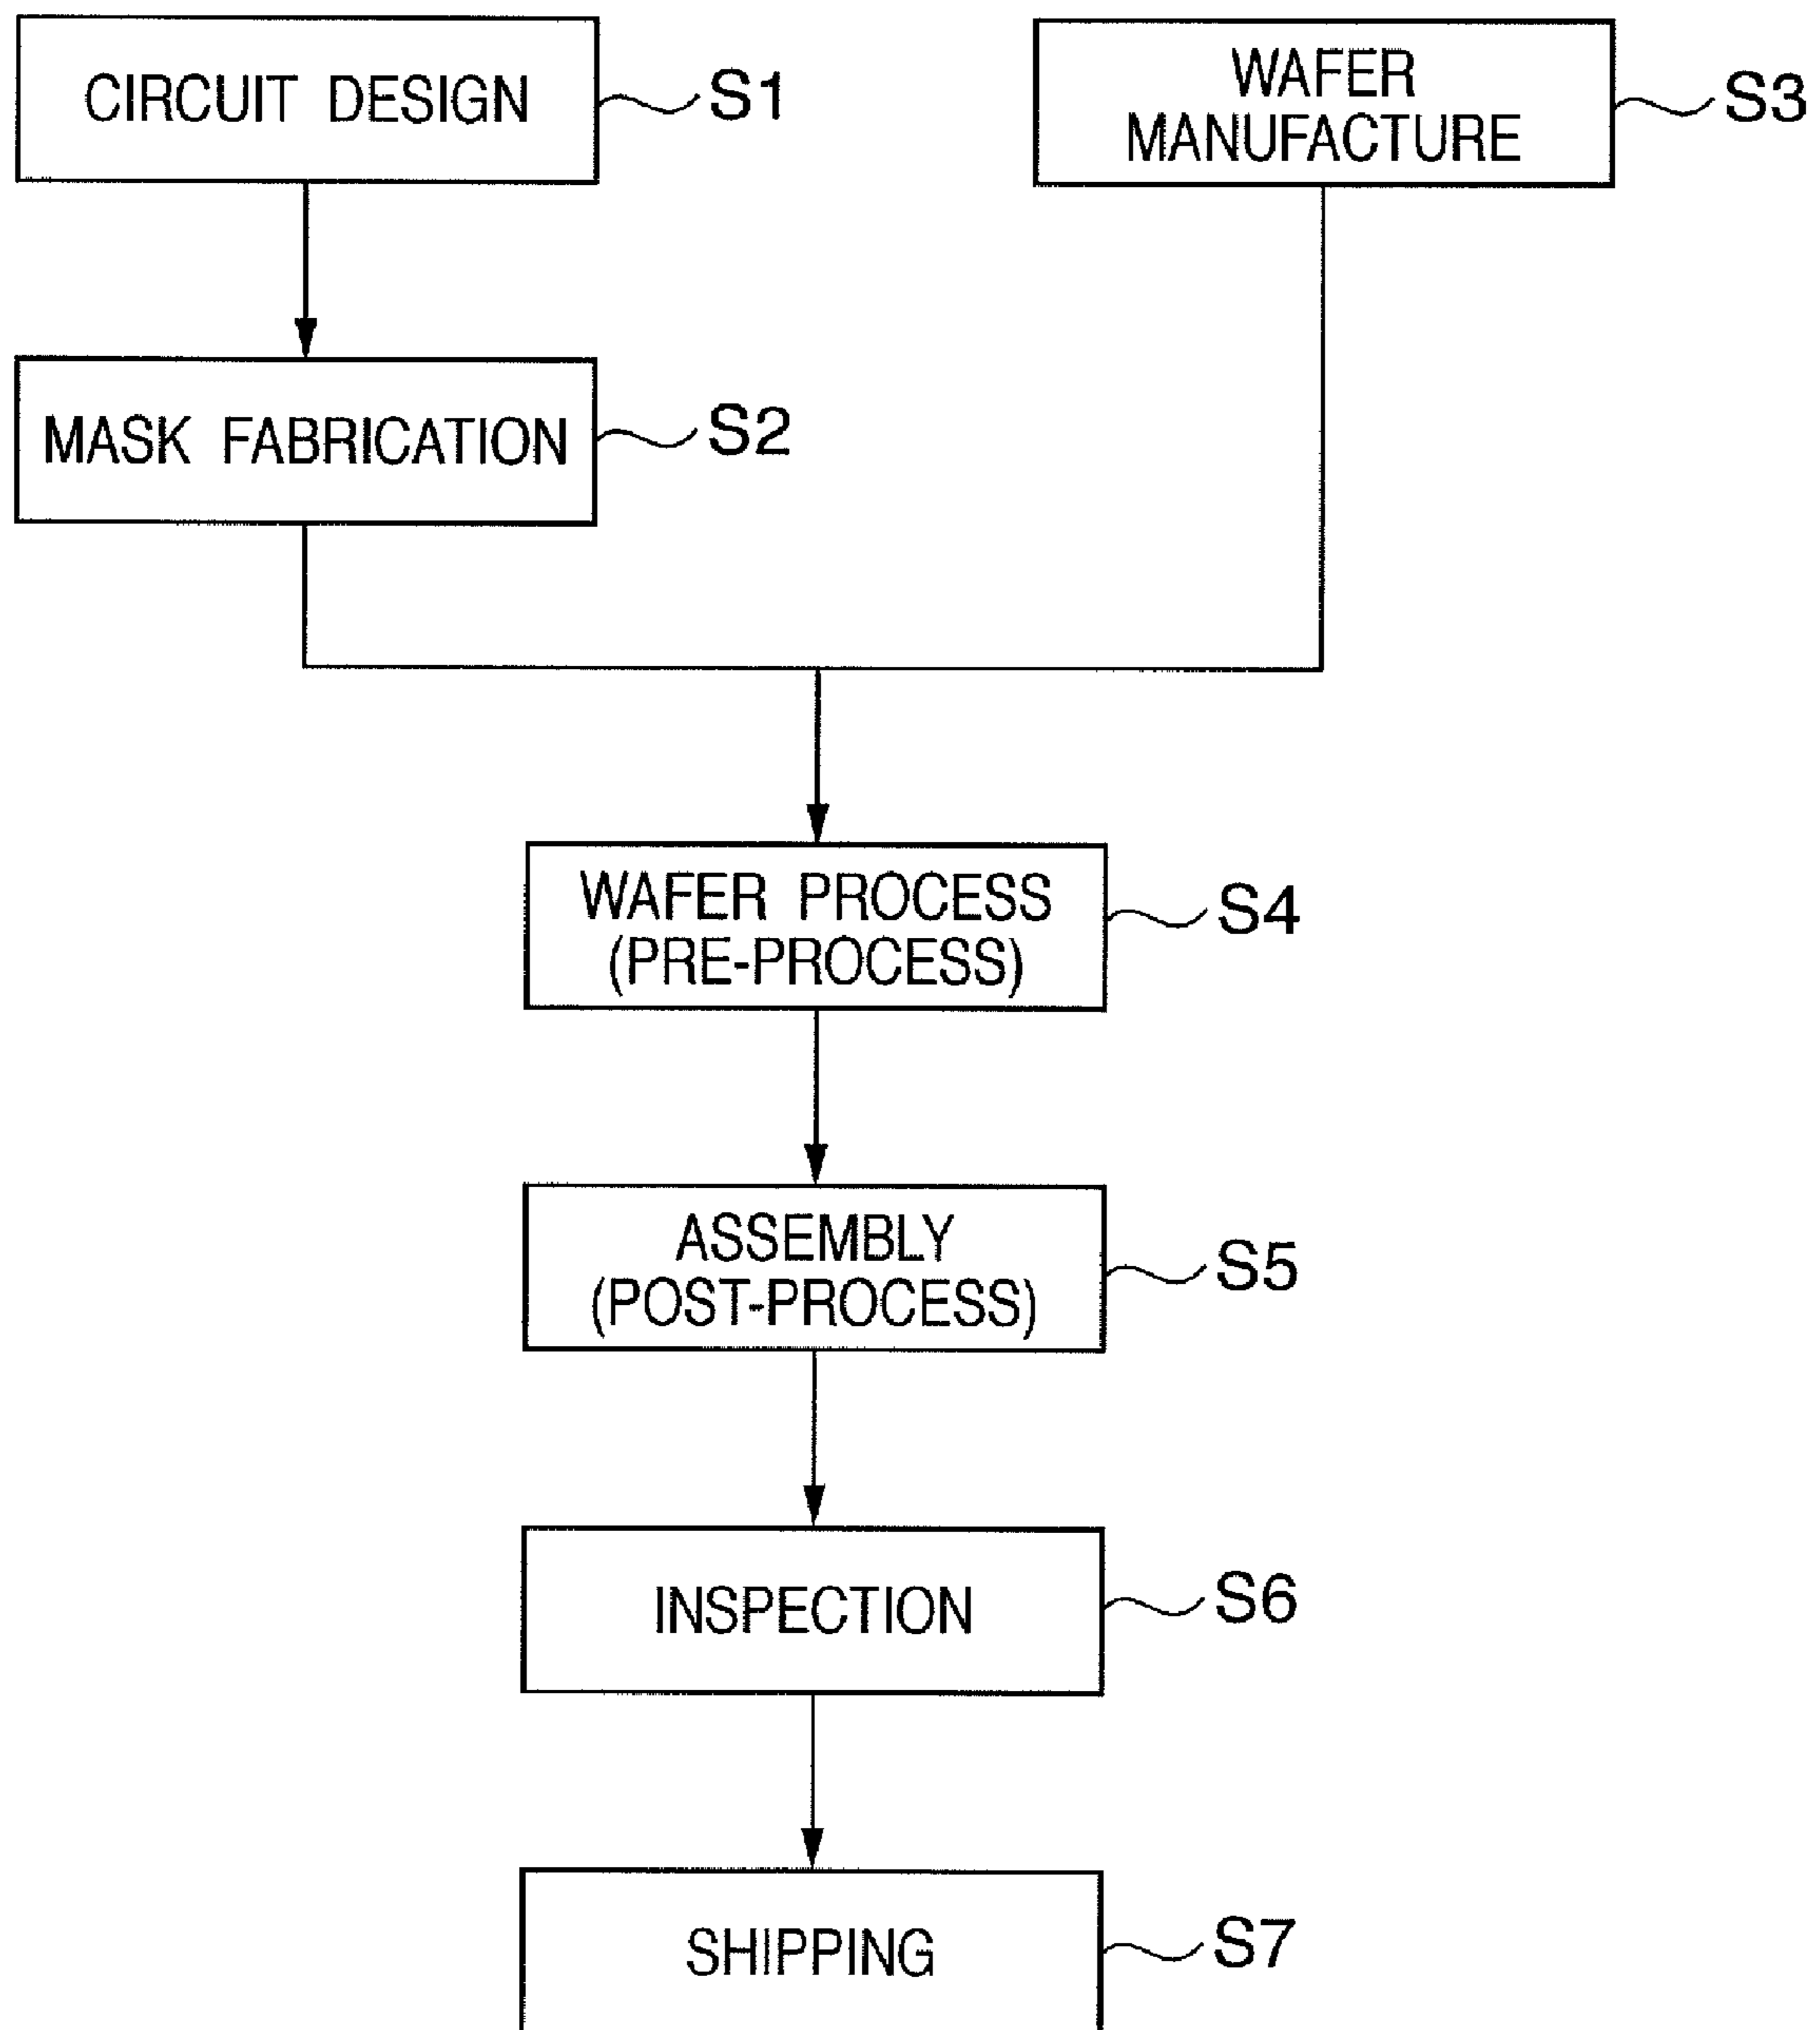 CIRCUIT DESIGN
S1
WAFER
MANUFACTURE
S3
MASK FABRICATION
S2
WAFER PROCESS
(PRE-PROCESS)
S4
ASSEMBLY
(POST-PROCESS)
S5
INSPECTION
S6
SHIPPING
S7